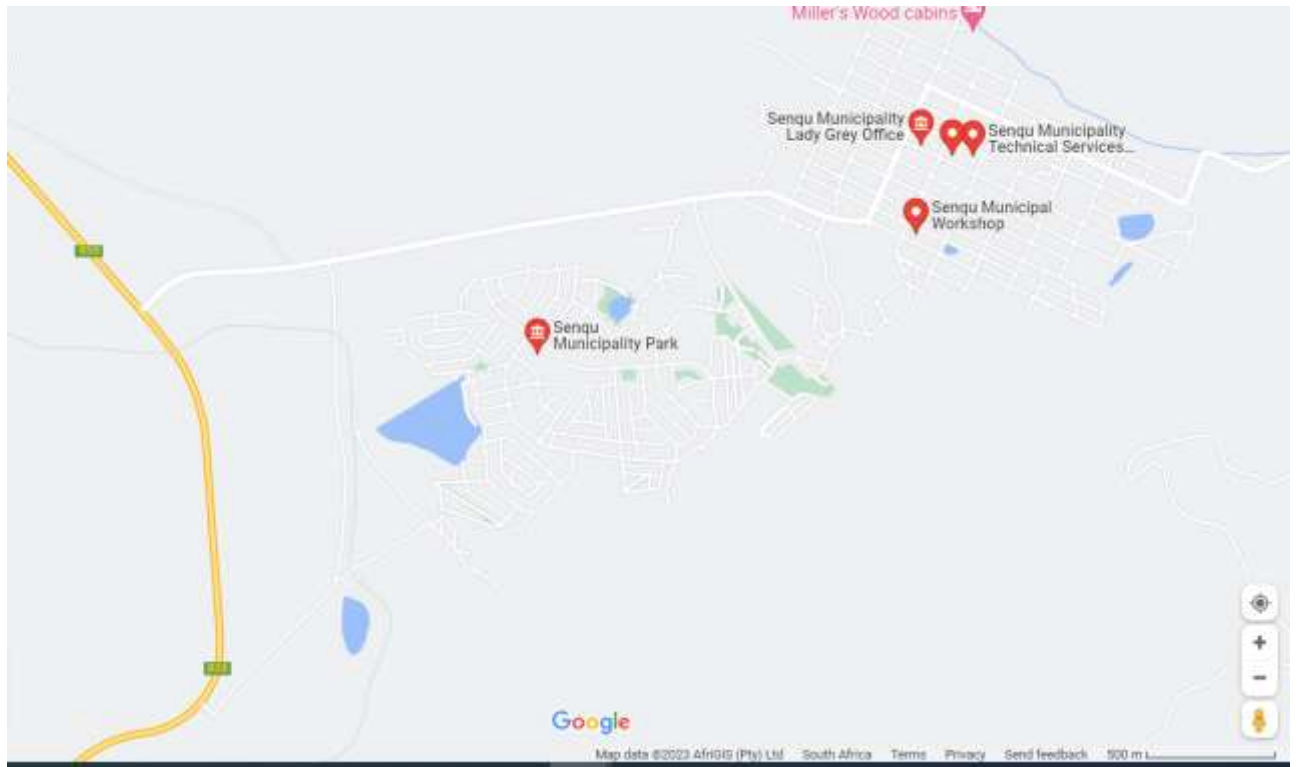 Miller's Wood cabins
Senqu Municipality
Lady Grey Office
Senqu Municipality
Technical Services...
Senqu Municipal
Workshop
Senqu
Municipality Park
Google
Map data ©2023 AfriGIS (Pty) Ltd South Africa Terms Privacy Send feedback 500 m